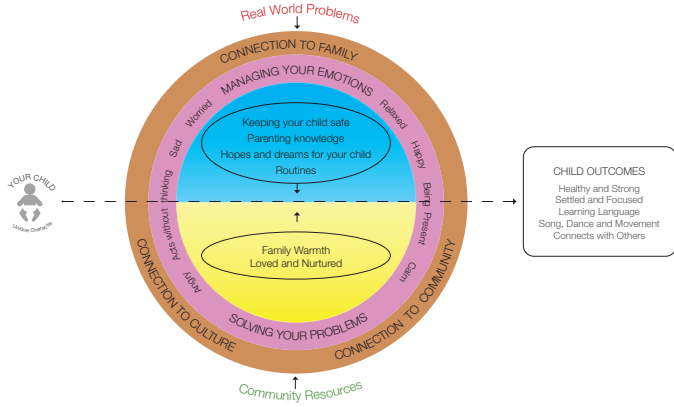 Real World Problems
CONNECTION TO FAMILY
MANAGING YOUR EMOTIONS
Worried
Relaxed
Sad
Happy
Keeping your child safe
Parenting knowledge
Hopes and dreams for your child
Routines
YOUR CHILD
Unique Character
Acts without thinking
Being Present
Angry
Calm
Family Warmth
Loved and Nurtured
SOLVING YOUR PROBLEMS
CONNECTION TO CULTURE
CONNECTION TO COMMUNITY
Community Resources
CHILD OUTCOMES
Healthy and Strong
Settled and Focused
Learning Language
Song, Dance and Movement
Connects with Others